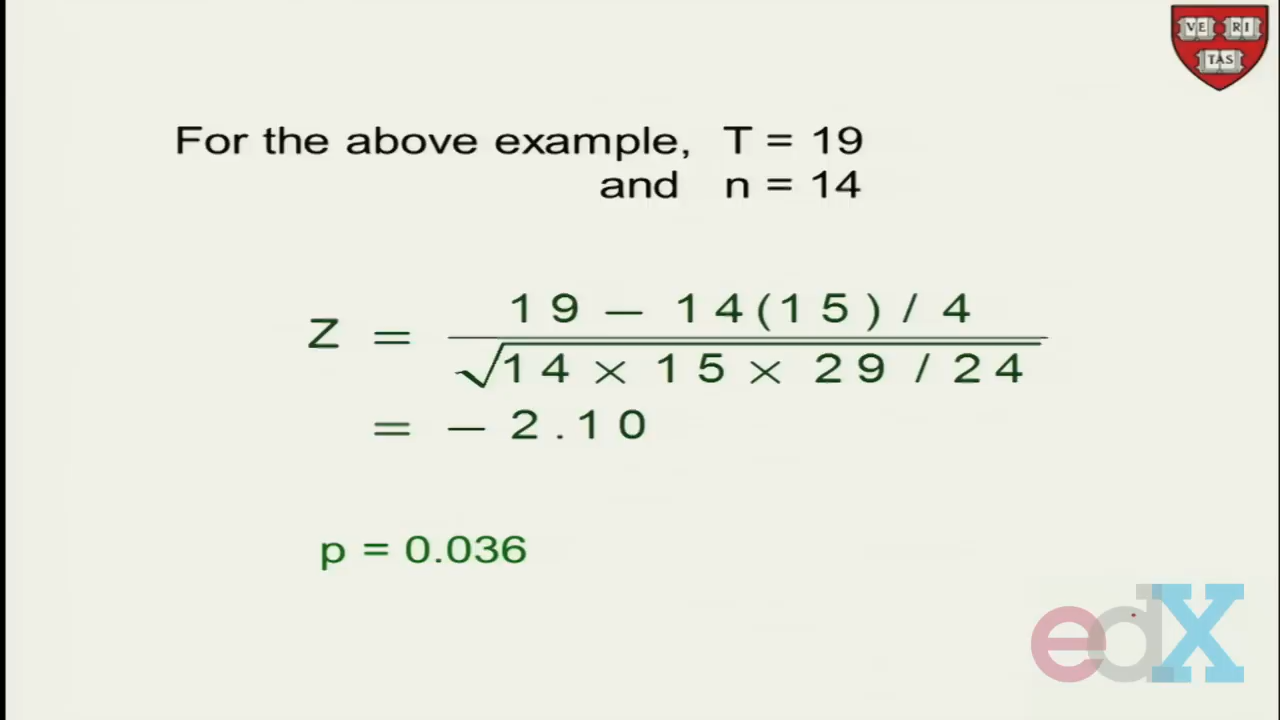 VE RI
TAS
For the above example, T = 19
and n = 14
Z = 19 – 14(15) / 4
√14 × 15 × 29 / 24
= – 2.10
p = 0.036
edX